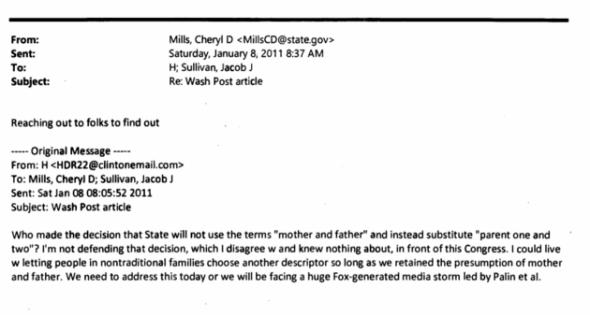 From: Mills, Cheryl D <MillsCD@state.gov>
Sent: Saturday, January 8, 2011 8:37 AM
To: H; Sullivan, Jacob J
Subject: Re: Wash Post article
Reaching out to folks to find out
----- Original Message -----
From: H <HDR22@clintonemail.com>
To: Mills, Cheryl D; Sullivan, Jacob J
Sent: Sat Jan 08 08:05:52 2011
Subject: Wash Post article
Who made the decision that State will not use the terms "mother and father" and instead substitute "parent one and
two"? I'm not defending that decision, which I disagree w and knew nothing about, in front of this Congress. I could live
w letting people in nontraditional families choose another descriptor so long as we retained the presumption of mother
and father. We need to address this today or we will be facing a huge Fox-generated media storm led by Palin et al.